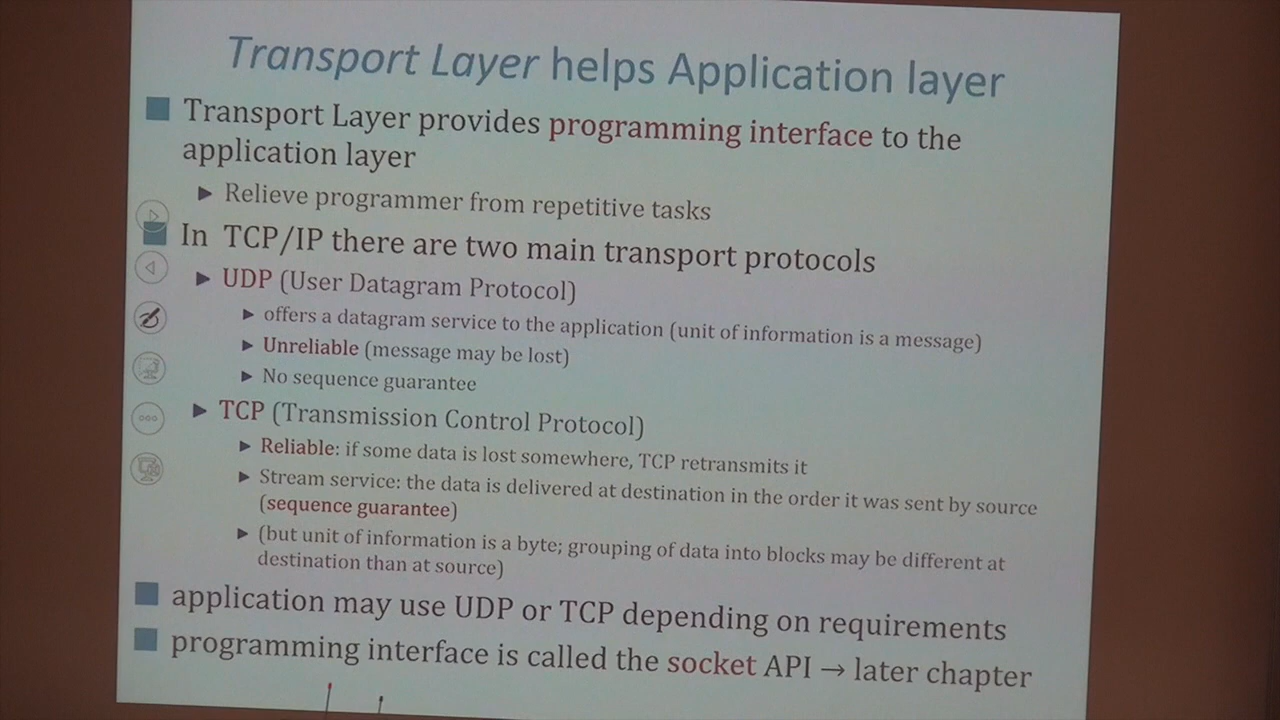 Transport Layer helps Application layer
Transport Layer provides programming interface to the
application layer
Relieve programmer from repetitive tasks
In TCP/IP there are two main transport protocols
UDP (User Datagram Protocol)
offers a datagram service to the application (unit of information is a message)
Unreliable (message may be lost)
No sequence guarantee
TCP (Transmission Control Protocol)
Reliable: if some data is lost somewhere, TCP retransmits it
Stream service: the data is delivered at destination in the order it was sent by source
(sequence guarantee)
(but unit of information is a byte; grouping of data into blocks may be different at
destination than at source)
application may use UDP or TCP depending on requirements
programming interface is called the socket API → later chapter